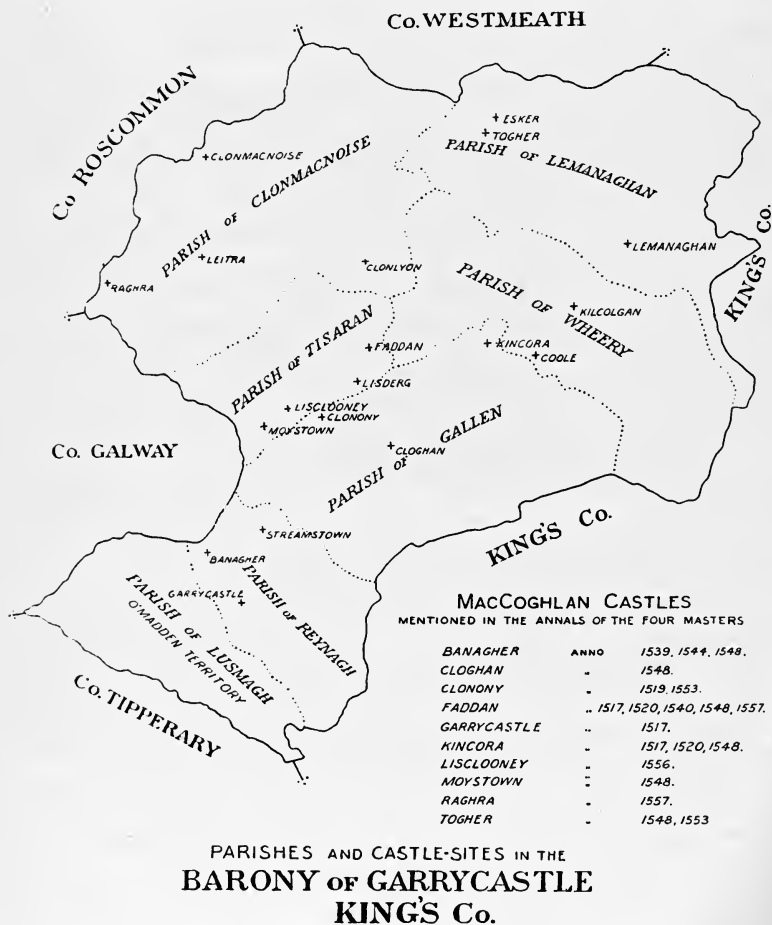 Co. WESTMEATH
Co ROSCOMMON
ESKER
TOGHER
PARISH OF LEMANAGHAN
CLONMACNOISE
PARISH OF CLONMACNOISE
LEMANAGHAN
KING'S Co.
LEITRA
CLONLYON
RAGHRA
PARISH OF WHEERY
KILCOLGAN
PARISH OF TISARAN
FADDAN
KINCORA
COOLE
LISDERG
LISCLOONEY
CLONONY
MOYSTOWN
PARISH OF GALLEN
CLOGHAN
Co. GALWAY
STREAMSTOWN
KING'S Co.
BANAGHER
GARRYCASTLE
PARISH OF REYNAGH
PARISH OF LUSMAGH
O'MADDEN TERRITORY
Co. TIPPERARY
MACCOGHLAN CASTLES
MENTIONED IN THE ANNALS OF THE FOUR MASTERS
BANAGHER ANNO 1539, 1544, 1548.
CLOGHAN " 1548.
CLONONY " 1519, 1553.
FADDAN " 1517, 1520, 1540, 1548, 1557.
GARRYCASTLE " 1517.
KINCORA " 1517, 1520, 1548.
LISCLOONEY " 1556.
MOYSTOWN " 1548.
RAGHRA " 1557.
TOGHER " 1548, 1553
PARISHES AND CASTLE-SITES IN THE
BARONY OF GARRYCASTLE
KING'S Co.